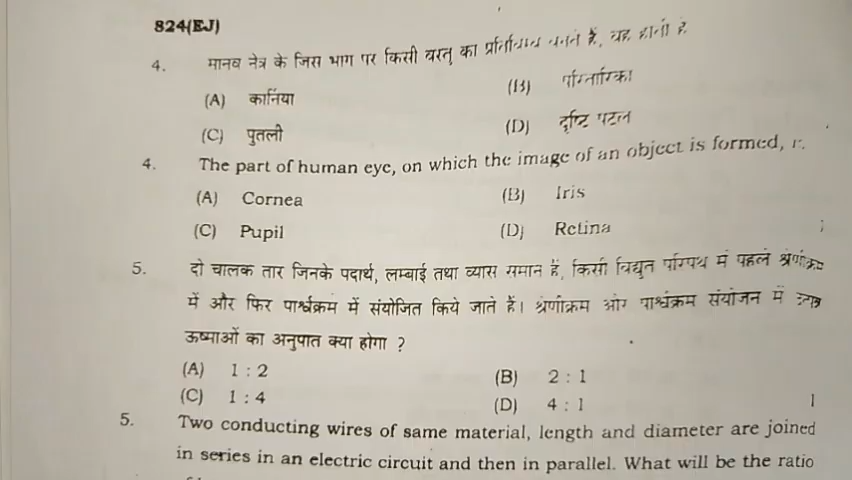 824(EJ)
4. मानव नेत्र के जिस भाग पर किसी वस्तु का प्रतिबिम्ब बनते हैं, वह होती है
(A) कार्निया (B) परितारिका
(C) पुतली (D) दृष्टि पटल
4. The part of human eye, on which the image of an object is formed,
(A) Cornea (B) Iris
(C) Pupil (D) Retina
5. दो चालक तार जिनके पदार्थ, लम्बाई तथा व्यास समान हैं, किसी विद्युत परिपथ में पहले श्रेणीक्रम
में और फिर पार्श्वक्रम में संयोजित किये जाते हैं। श्रेणीक्रम और पार्श्वक्रम संयोजन में
ऊष्माओं का अनुपात क्या होगा ?
(A) 1 : 2 (B) 2 : 1
(C) 1 : 4 (D) 4 : 1
5. Two conducting wires of same material, length and diameter are joined
in series in an electric circuit and then in parallel. What will be the ratio